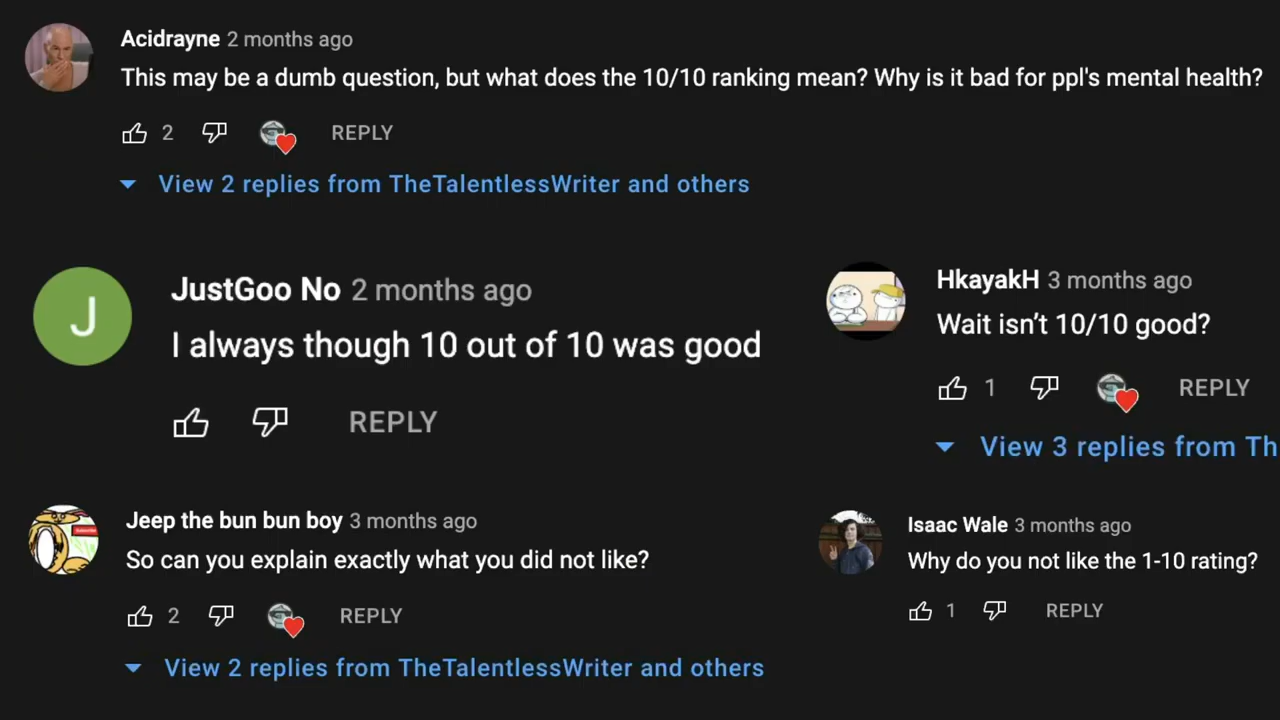 Acidrayne 2 months ago
This may be a dumb question, but what does the 10/10 ranking mean? Why is it bad for ppl's mental health?
2 REPLY
View 2 replies from TheTalentlessWriter and others
J
JustGoo No 2 months ago
I always though 10 out of 10 was good
REPLY
HkayakH 3 months ago
Wait isn't 10/10 good?
1 REPLY
View 3 replies from Th
Jeep the bun bun boy 3 months ago
So can you explain exactly what you did not like?
2 REPLY
View 2 replies from TheTalentlessWriter and others
Isaac Wale 3 months ago
Why do you not like the 1-10 rating?
1 REPLY